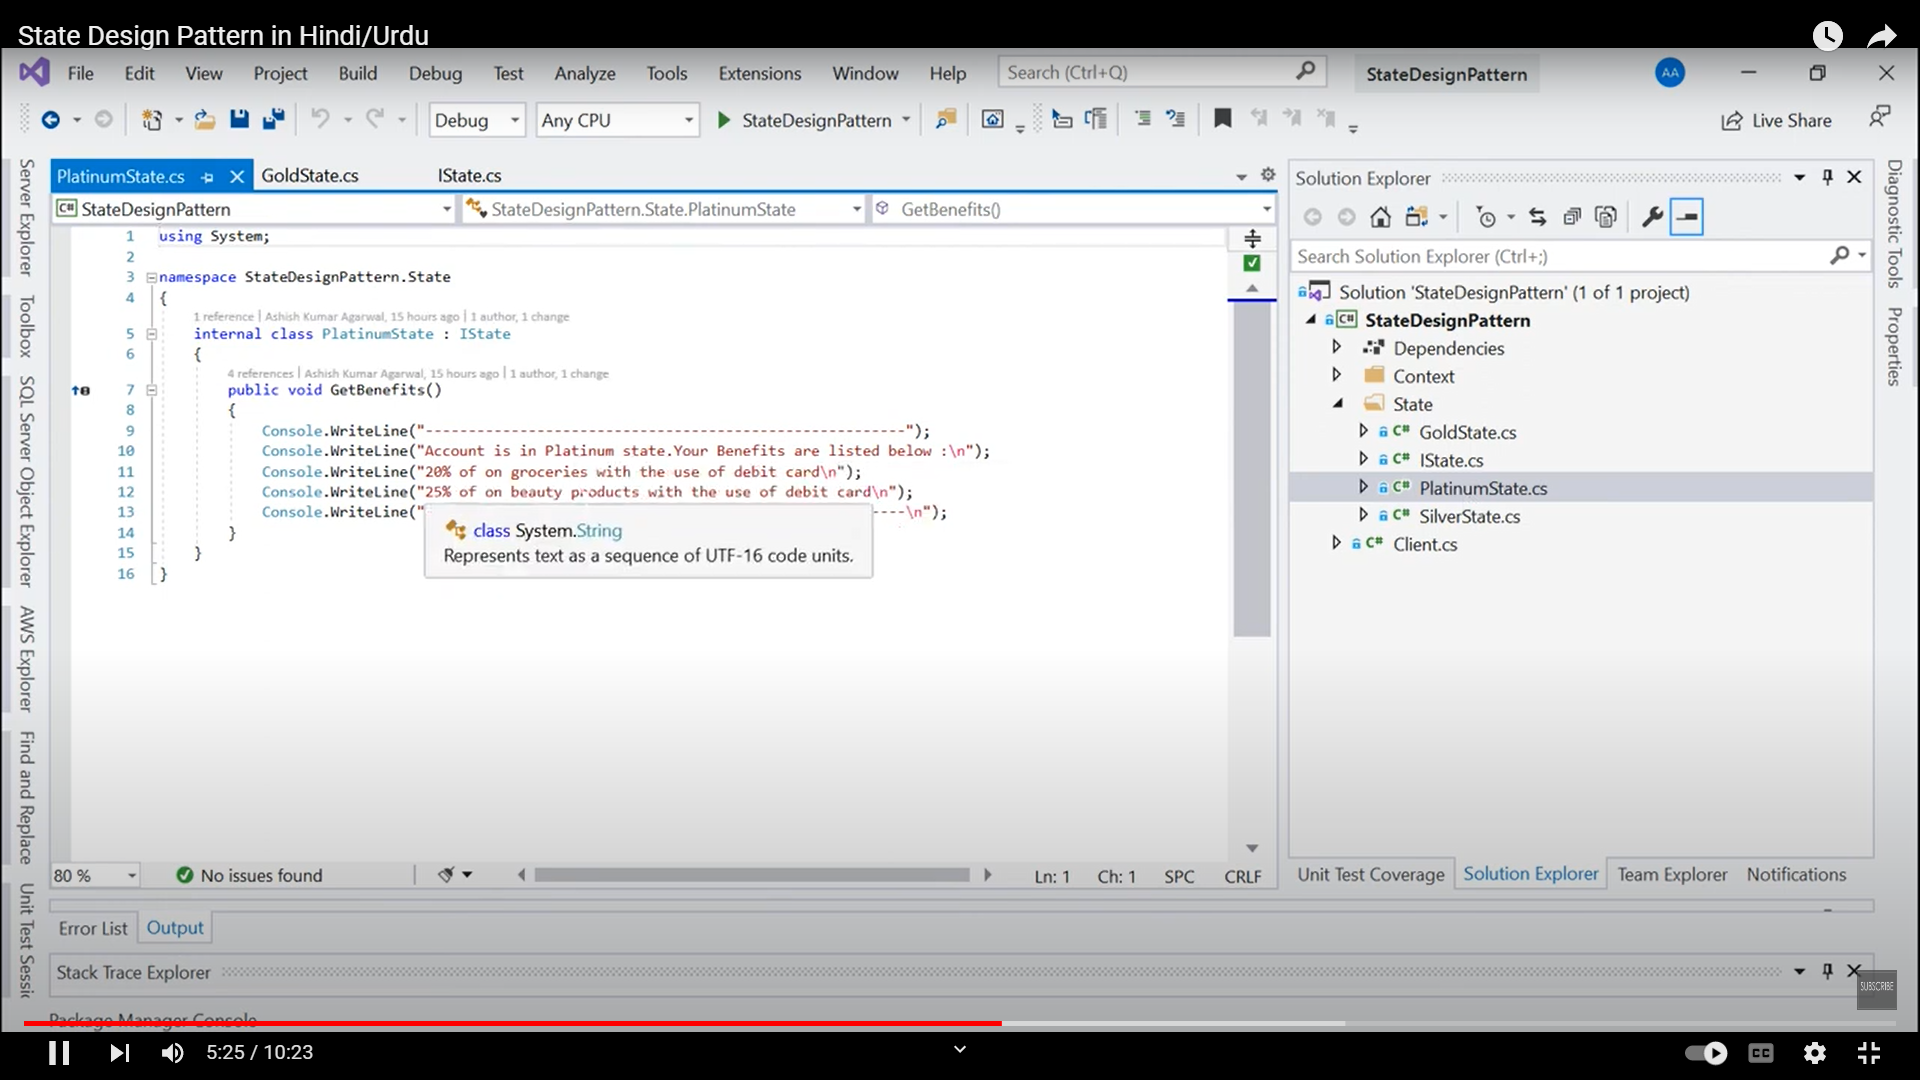 State Design Pattern in Hindi/Urdu
File Edit View Project Build Debug Test Analyze Tools Extensions Window Help Search (Ctrl+Q) StateDesignPattern AA
Debug Any CPU StateDesignPattern Live Share
Server Explorer
Toolbox
SQL Server Object Explorer
AWS Explorer
Find and Replace
Unit Test Sessi
PlatinumState.cs GoldState.cs IState.cs
C# StateDesignPattern StateDesignPattern.State.PlatinumState GetBenefits()
1 using System;
2
3 namespace StateDesignPattern.State
4 {
1 reference | Ashish Kumar Agarwal, 15 hours ago | 1 author, 1 change
5 internal class PlatinumState : IState
6 {
4 references | Ashish Kumar Agarwal, 15 hours ago | 1 author, 1 change
7 public void GetBenefits()
8 {
9 Console.WriteLine("--------------------------------------------------------");
10 Console.WriteLine("Account is in Platinum state.Your Benefits are listed below :\n");
11 Console.WriteLine("20% of on groceries with the use of debit card\n");
12 Console.WriteLine("25% of on beauty products with the use of debit card\n");
13 Console.WriteLine("----\n");
14 }
15 }
16 }
class System.String
Represents text as a sequence of UTF-16 code units.
80 % No issues found Ln: 1 Ch: 1 SPC CRLF
Solution Explorer
Search Solution Explorer (Ctrl+;)
Solution 'StateDesignPattern' (1 of 1 project)
C# StateDesignPattern
Dependencies
Context
State
C# GoldState.cs
C# IState.cs
C# PlatinumState.cs
C# SilverState.cs
C# Client.cs
Unit Test Coverage Solution Explorer Team Explorer Notifications
Diagnostic Tools
Properties
Error List Output
Stack Trace Explorer
SUBSCRIBE
Package Manager Console
5:25 / 10:23 CC